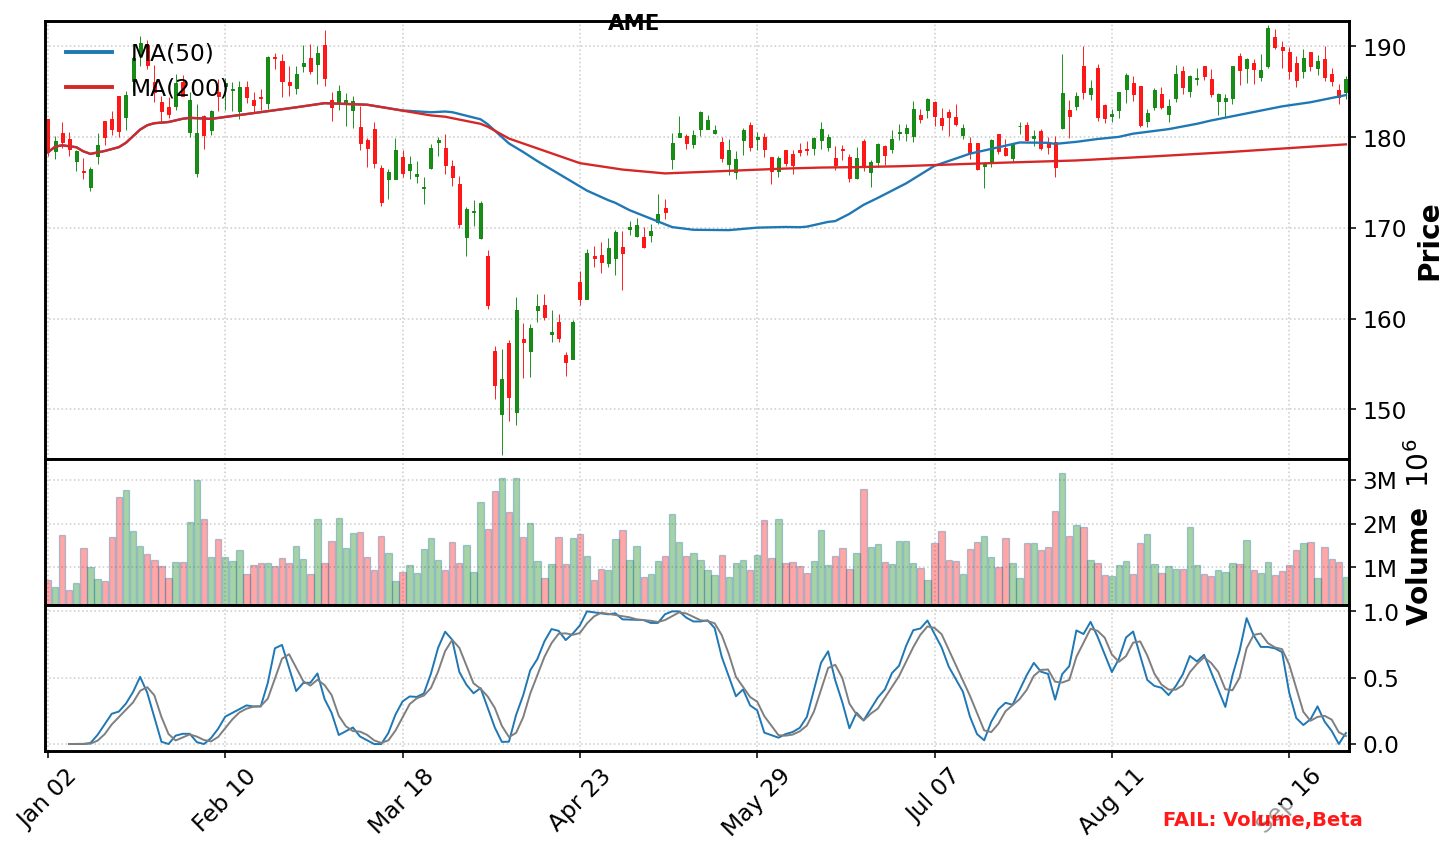 AME
MA(50)
MA(200)
190
180
170
160
150
Price
10^6
3M
2M
1M
Volume
1.0
0.5
0.0
Jan 02
Feb 10
Mar 18
Apr 23
May 29
Jul 07
Aug 11
Sep 16
FAIL: Volume,Beta